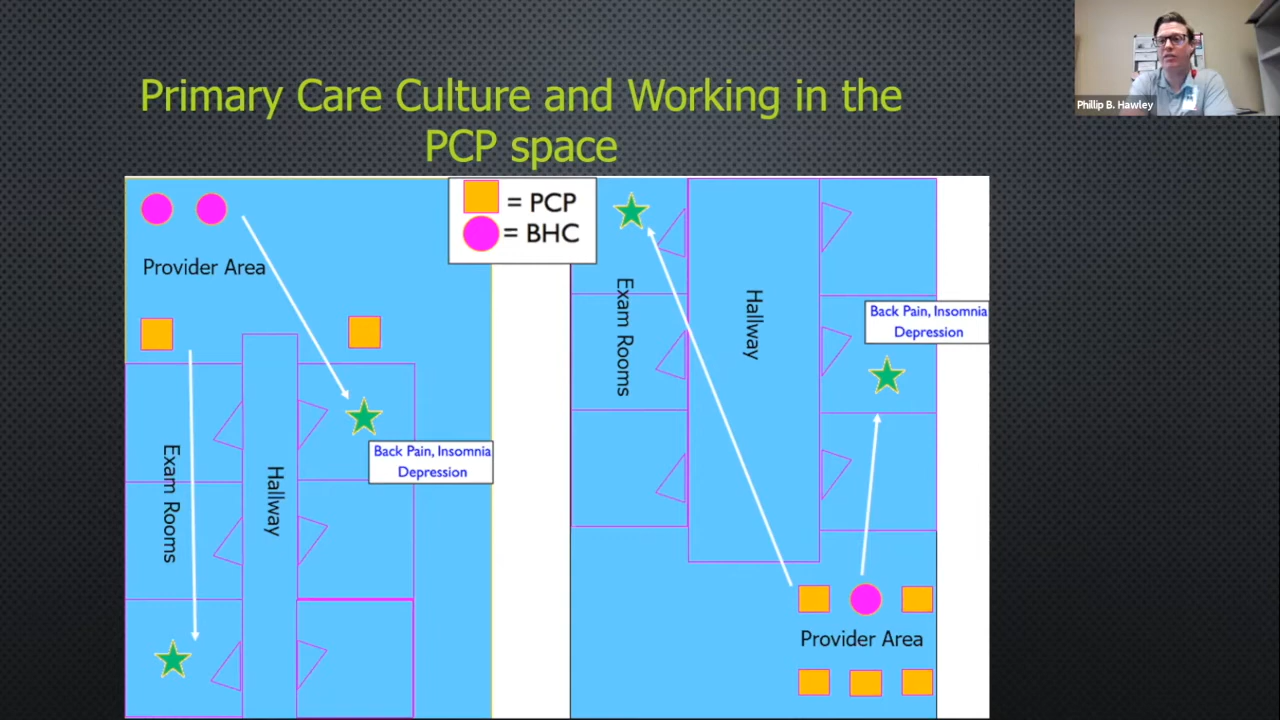 Primary Care Culture and Working in the
PCP space
Phillip B. Hawley
= PCP
= BHC
Provider Area
Exam Rooms
Hallway
Back Pain, Insomnia
Depression
Exam Rooms
Hallway
Back Pain, Insomnia
Depression
Provider Area